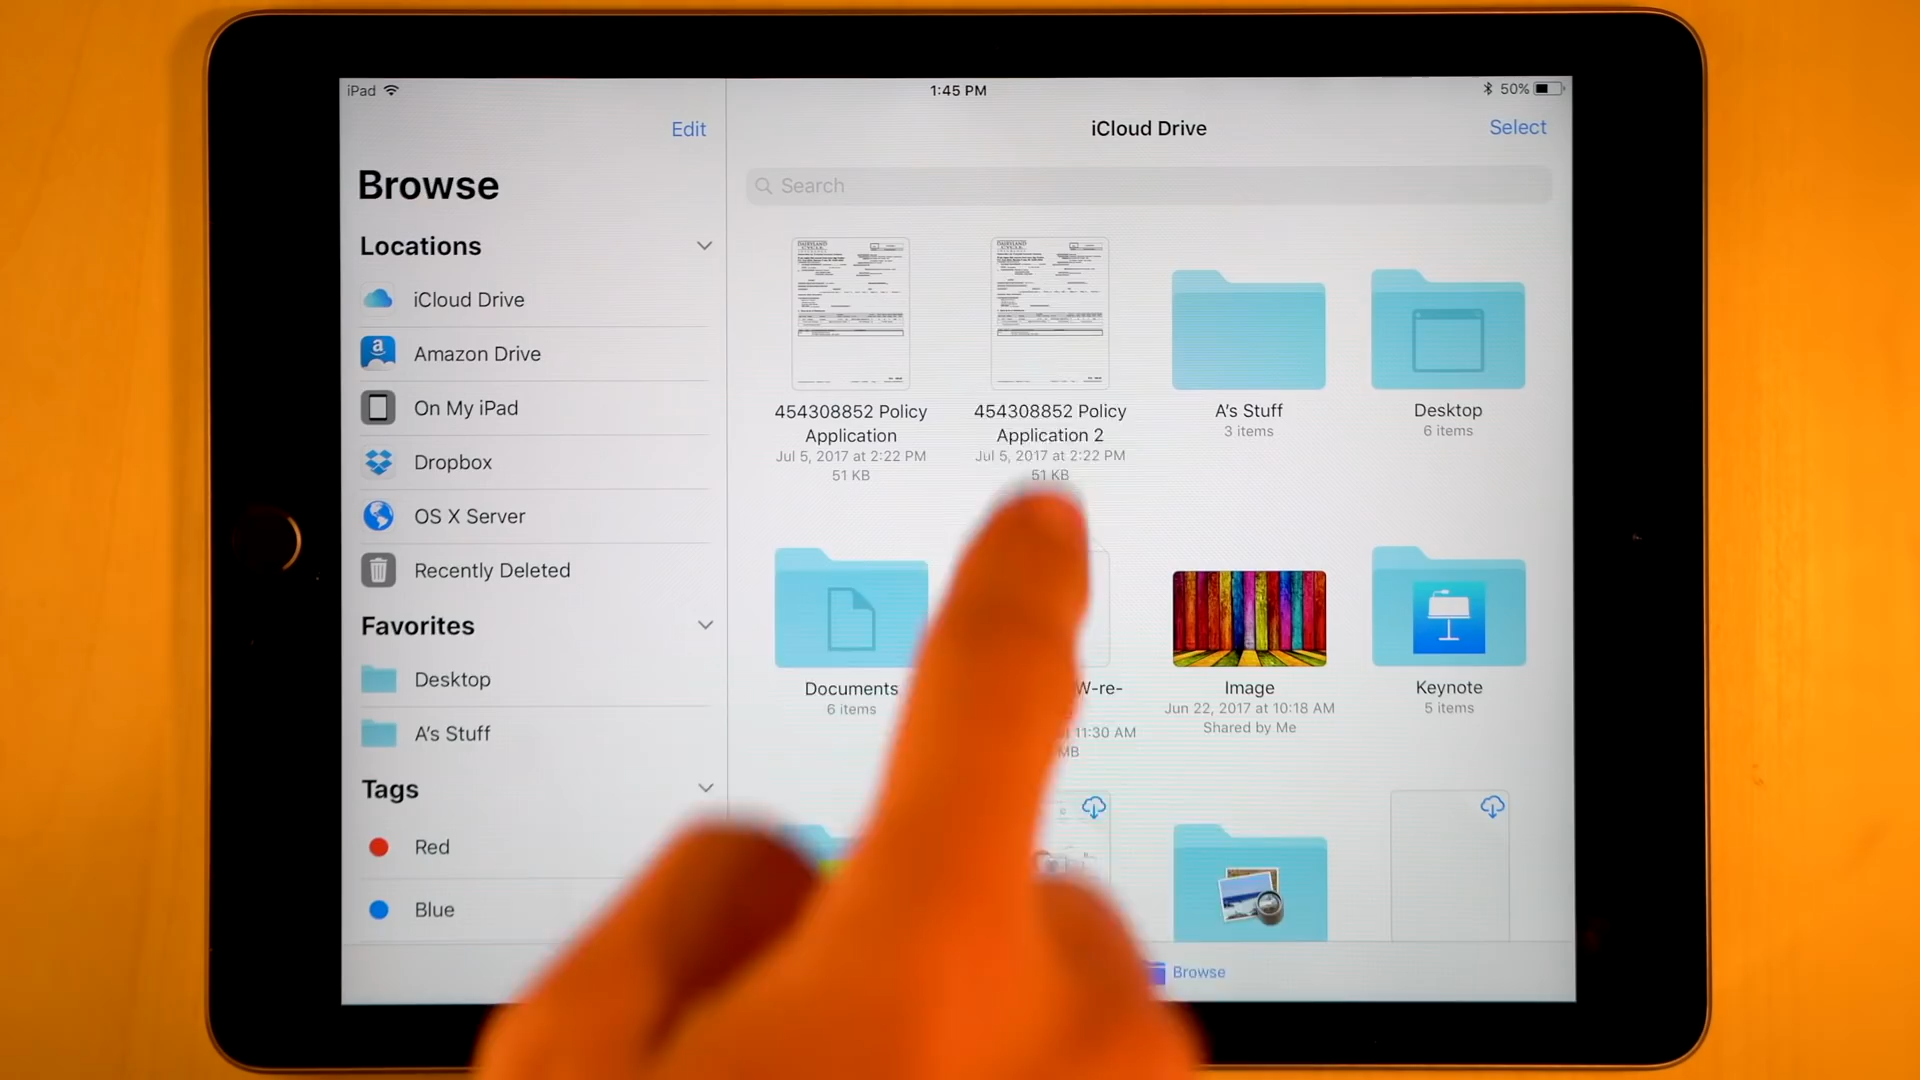 iPad
1:45 PM
50%
Edit
iCloud Drive
Select
Browse
Search
Locations
iCloud Drive
Amazon Drive
On My iPad
Dropbox
OS X Server
Recently Deleted
Favorites
Desktop
A's Stuff
Tags
Red
Blue
454308852 Policy
Application
Jul 5, 2017 at 2:22 PM
51 KB
454308852 Policy
Application 2
Jul 5, 2017 at 2:22 PM
51 KB
A's Stuff
3 items
Desktop
6 items
Documents
6 items
W-re-
11:30 AM
MB
Image
Jun 22, 2017 at 10:18 AM
Shared by Me
Keynote
5 items
Browse